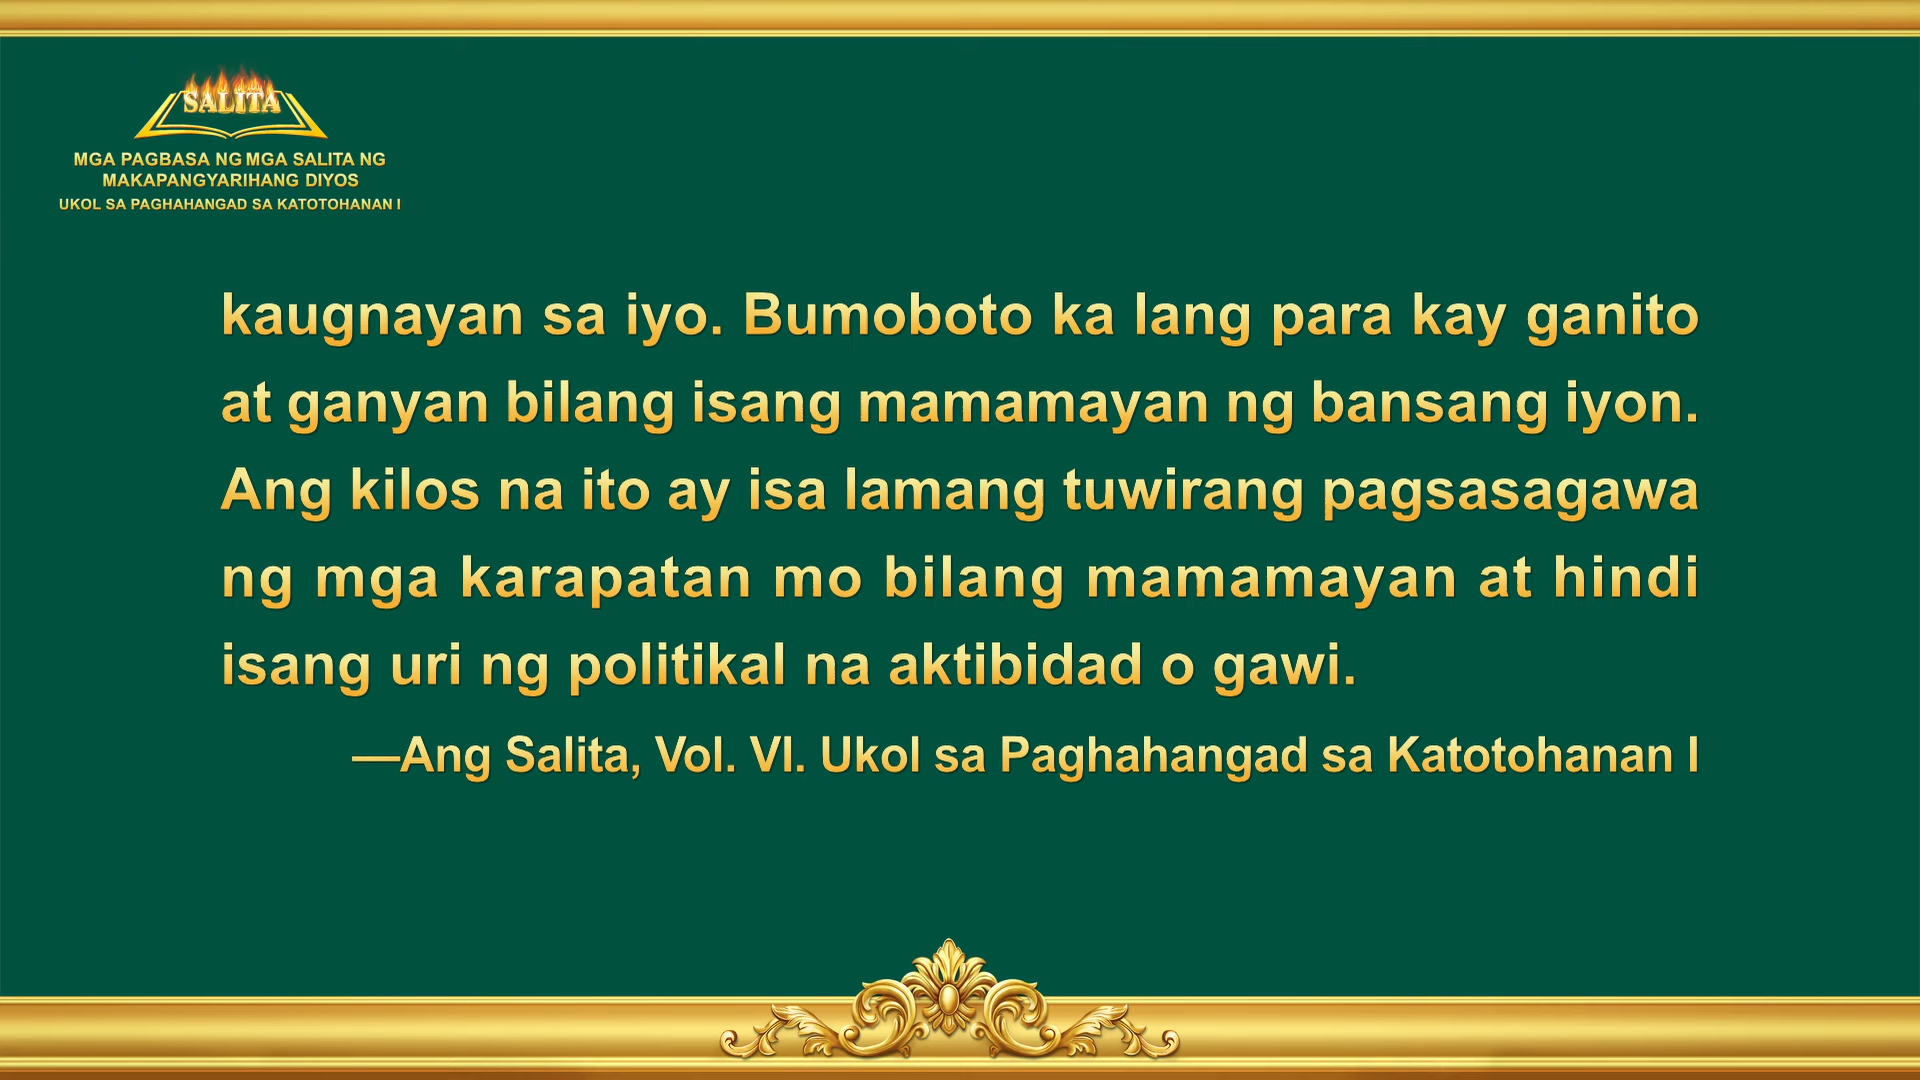 SALITA
MGA PAGBASA NG MGA SALITA NG
MAKAPANGYARIHANG DIYOS
UKOL SA PAGHAHANGAD SA KATOTOHANAN I
kaugnayan sa iyo. Bumoboto ka lang para kay ganito
at ganyan bilang isang mamamayan ng bansang iyon.
Ang kilos na ito ay isa lamang tuwirang pagsasagawa
ng mga karapatan mo bilang mamamayan at hindi
isang uri ng politikal na aktibidad o gawi.
—Ang Salita, Vol. VI. Ukol sa Paghahangad sa Katotohanan I